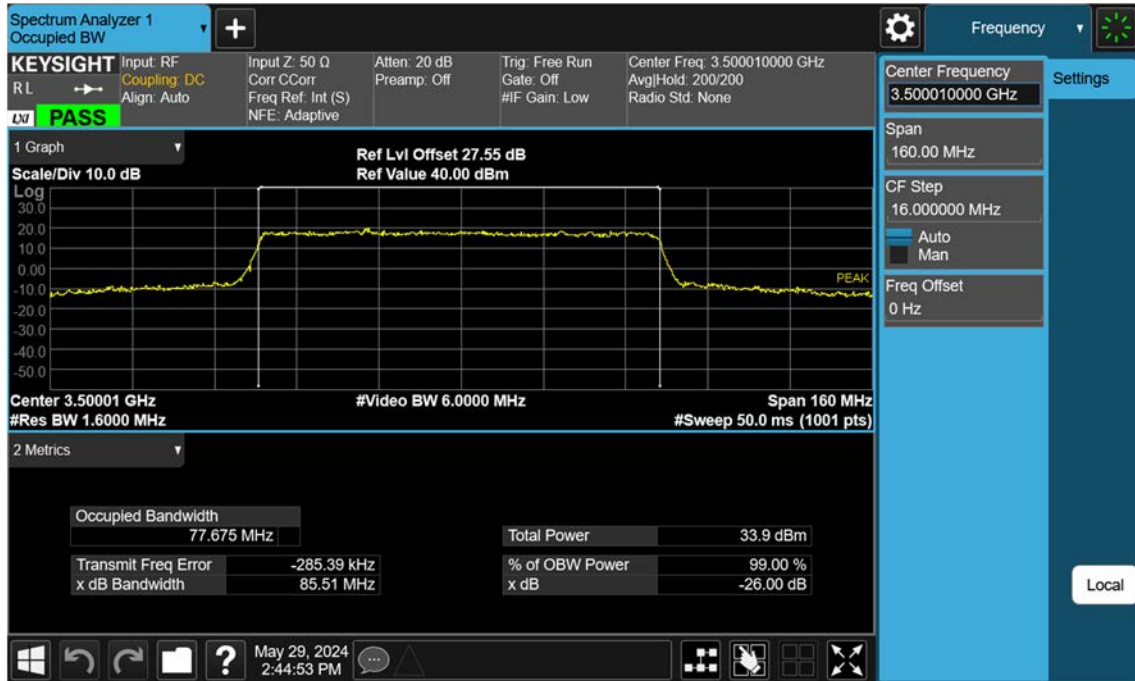 Spectrum Analyzer 1
Occupied BW
+
Frequency
KEYSIGHT
RL
LXI PASS
Input: RF
Coupling: DC
Align: Auto
Input Z: 50 Ω
Corr CCorr
Freq Ref: Int (S)
NFE: Adaptive
Atten: 20 dB
Preamp: Off
Trig: Free Run
Gate: Off
#IF Gain: Low
Center Freq: 3.500010000 GHz
Avg|Hold: 200/200
Radio Std: None
Center Frequency
3.500010000 GHz
Settings
Span
160.00 MHz
CF Step
16.000000 MHz
Auto
Man
Freq Offset
0 Hz
Local
1 Graph
Scale/Div 10.0 dB
Ref Lvl Offset 27.55 dB
Ref Value 40.00 dBm
Log
30.0
20.0
10.0
0.00
-10.0
-20.0
-30.0
-40.0
-50.0
PEAK
Center 3.50001 GHz
#Video BW 6.0000 MHz
Span 160 MHz
#Res BW 1.6000 MHz
#Sweep 50.0 ms (1001 pts)
2 Metrics
Occupied Bandwidth
77.675 MHz
Total Power 33.9 dBm
Transmit Freq Error -285.39 kHz
% of OBW Power 99.00 %
x dB Bandwidth 85.51 MHz
x dB -26.00 dB
?
May 29, 2024
2:44:53 PM